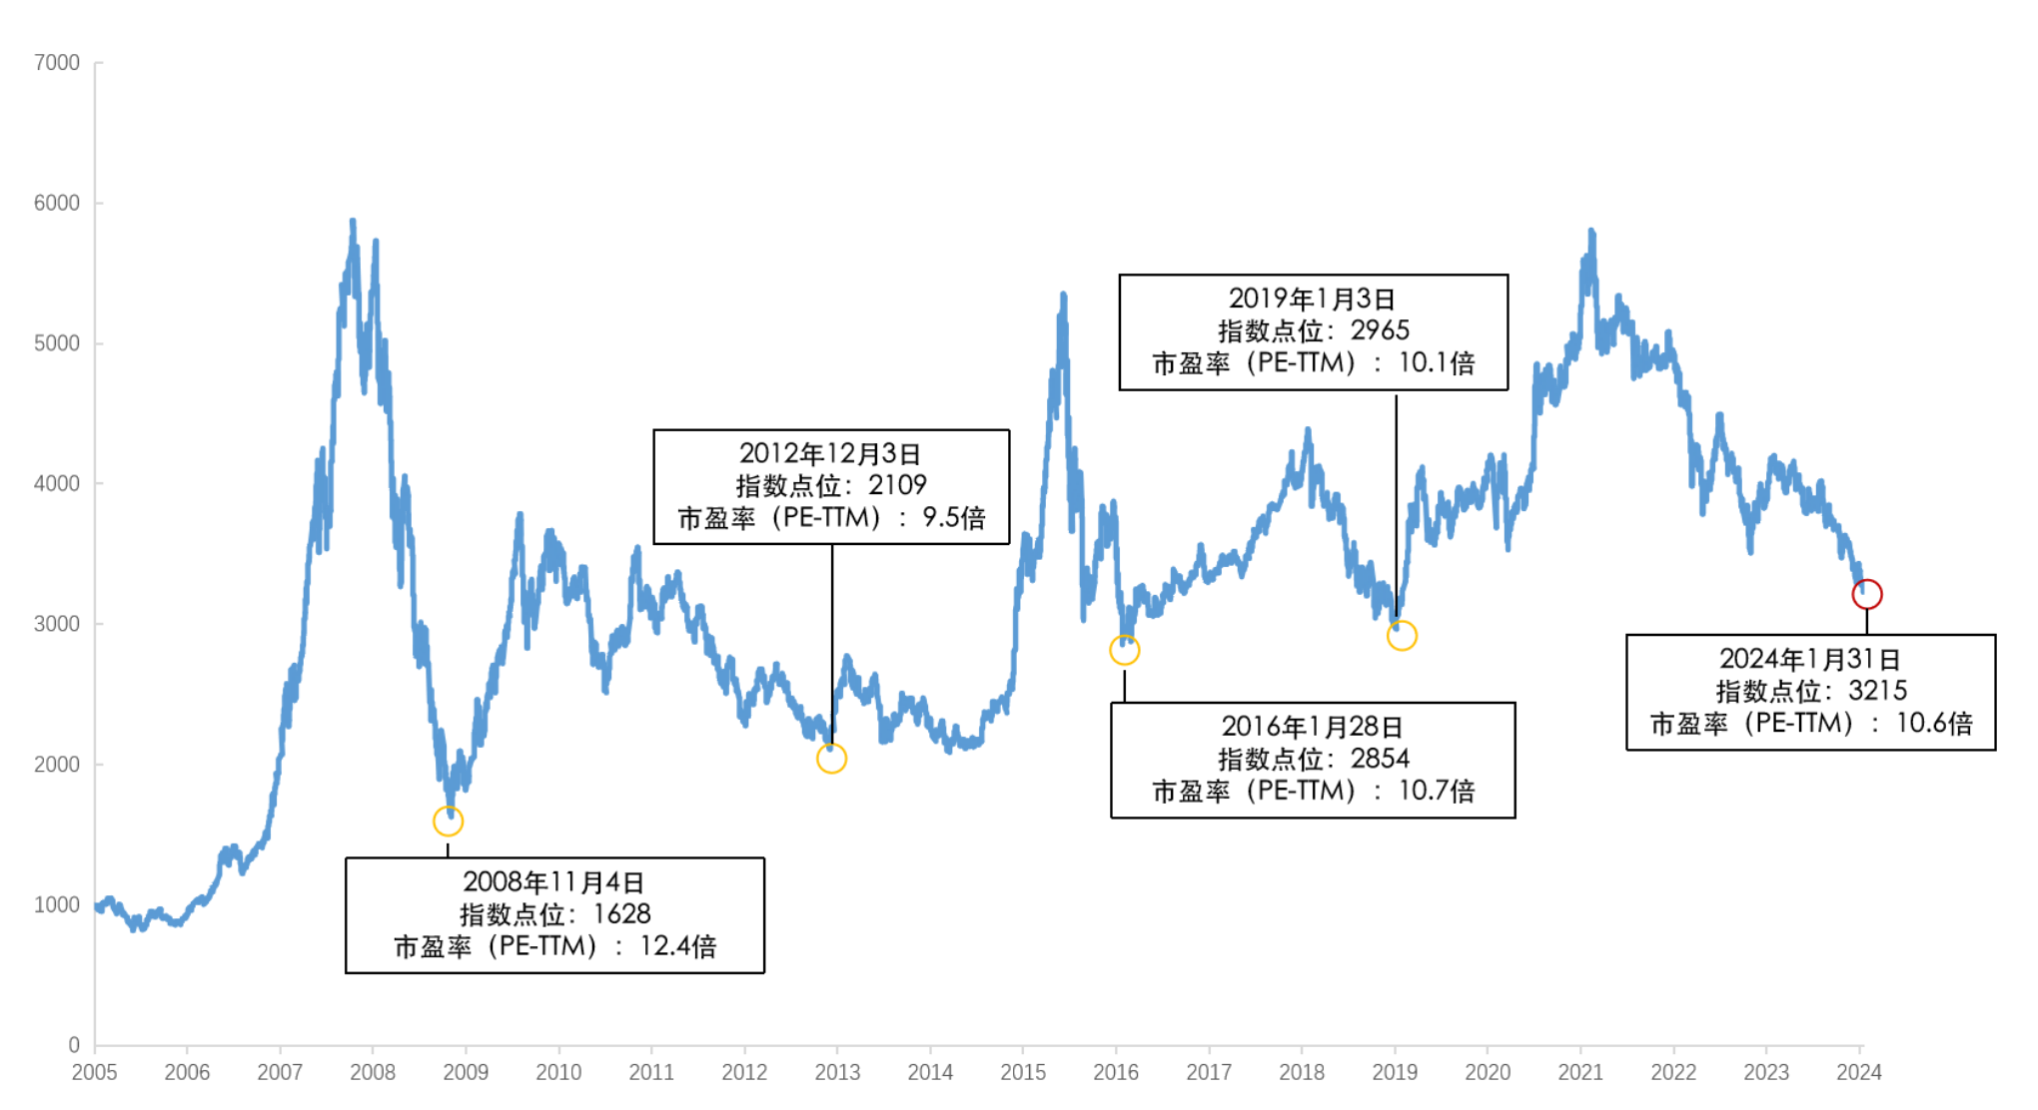 7000
6000
5000
4000
3000
2000
1000
0
2019年1月3日
指数点位：2965
市盈率（PE-TTM）：10.1倍
2012年12月3日
指数点位：2109
市盈率（PE-TTM）：9.5倍
2024年1月31日
指数点位：3215
市盈率（PE-TTM）：10.6倍
2016年1月28日
指数点位：2854
市盈率（PE-TTM）：10.7倍
2008年11月4日
指数点位：1628
市盈率（PE-TTM）：12.4倍
2005 2006 2007 2008 2009 2010 2011 2012 2013 2014 2015 2016 2017 2018 2019 2020 2021 2022 2023 2024